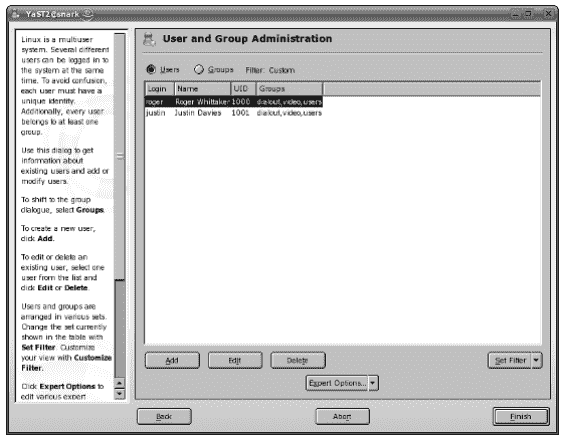 YaST2@snark
Linux is a multiuser
system. Several different
users can be logged in to
the system at the same
time. To avoid confusion,
each user must have a
unique identity.
Additionally, every user
belongs to at least one
group.
Use this dialog to get
information about
existing users and add or
modify users.
To shift to the group
dialogue, select Groups.
To create a new user,
click Add.
To edit or delete an
existing user, select one
user from the list and
click Edit or Delete.
Users and groups are
arranged in various sets.
Change the set currently
shown in the table with
Set Filter. Customize
your view with Customize
Filter.
Click Expert Options to
edit various expert
User and Group Administration
Users Groups Filter: Custom
Login Name UID Groups
roger Roger Whittaker 1000 dialout,video,users
justin Justin Davies 1001 dialout,video,users
Add Edit Delete Set Filter
Expert Options...
Back Abort Finish